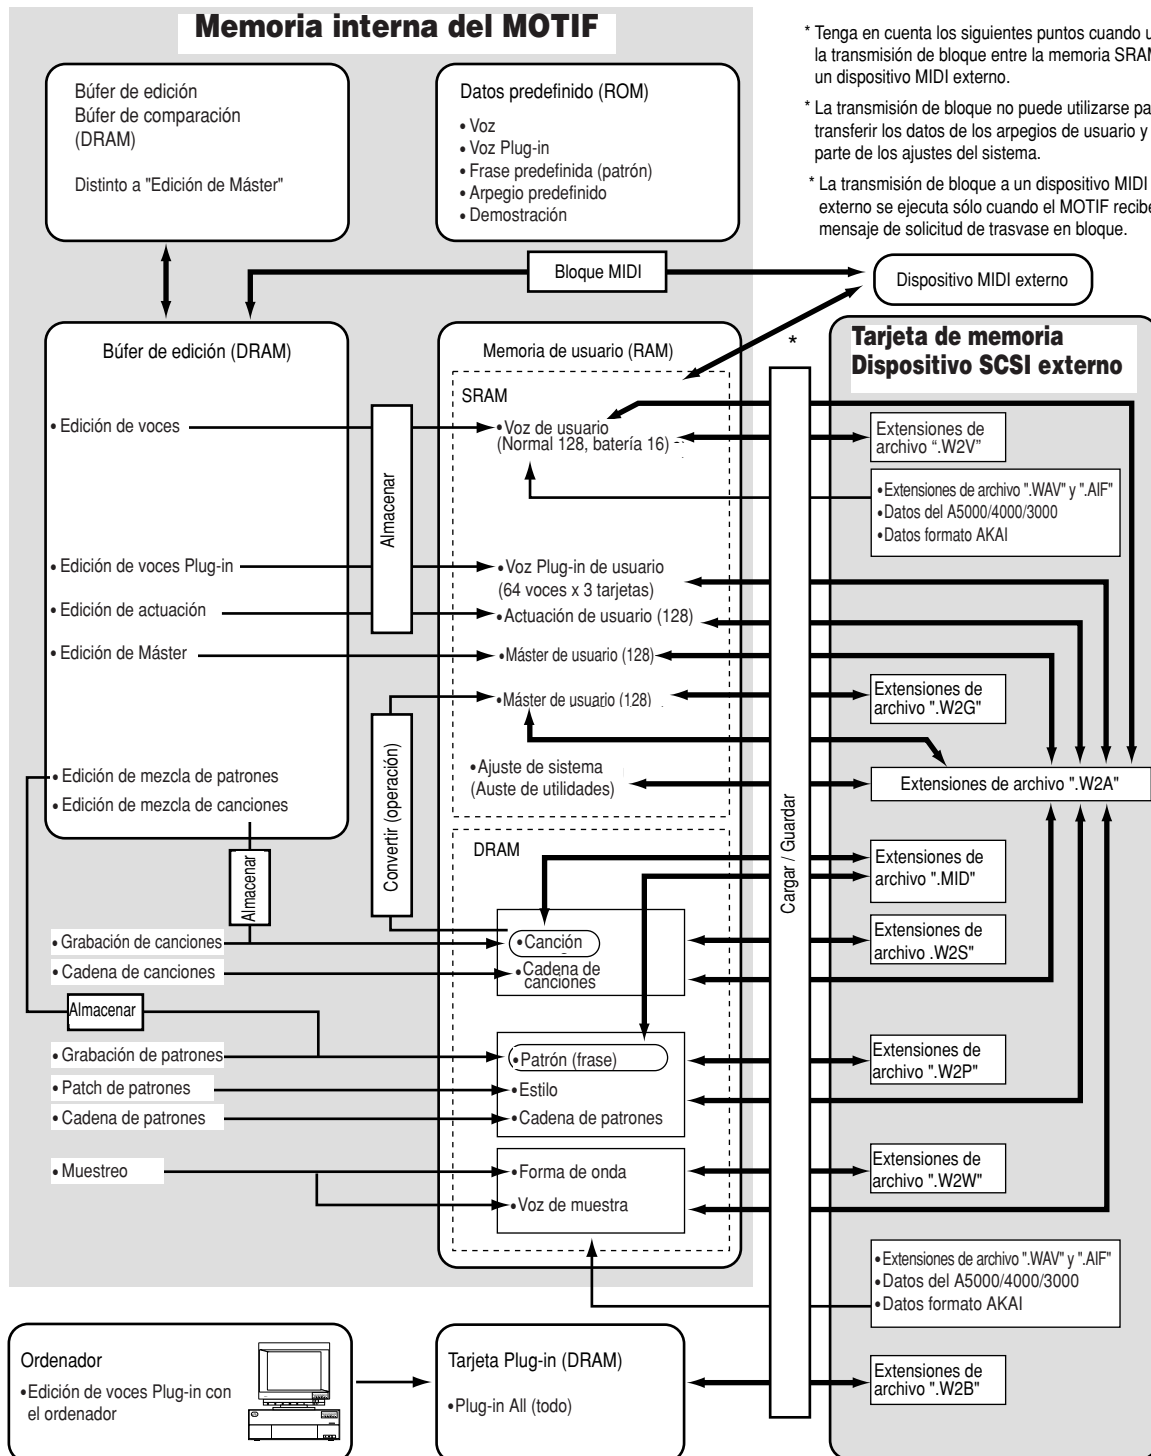 Memoria interna del MOTIF
* Tenga en cuenta los siguientes puntos cuando
la transmisión de bloque entre la memoria
un dispositivo MIDI externo.
* La transmisión de bloque no puede utilizarse
transferir los datos de los arpegios de usuario y
parte de los ajustes del sistema.
* La transmisión de bloque a un dispositivo MIDI
externo se ejecuta sólo cuando el MOTIF
mensaje de solicitud de trasvase en bloque.
Búfer de edición
Búfer de comparación
(DRAM)
Distinto a "Edición de Máster"
Datos predefinido (ROM)
• Voz
• Voz Plug-in
• Frase predefinida (patrón)
• Arpegio predefinido
• Demostración
Bloque MIDI
Dispositivo MIDI externo
Búfer de edición (DRAM)
• Edición de voces
• Edición de voces Plug-in
• Edición de actuación
• Edición de Máster
• Edición de mezcla de patrones
• Edición de mezcla de canciones
Almacenar
Memoria de usuario (RAM)
SRAM
• Voz de usuario
(Normal 128, batería 16)
• Voz Plug-in de usuario
(64 voces x 3 tarjetas)
• Actuación de usuario (128)
• Máster de usuario (128)
• Máster de usuario (128)
• Ajuste de sistema
(Auste de utilidades)
Convertir (operación)
*
Cargar / Guardar
Tarjeta de memoria
Dispositivo SCSI externo
Extensiones de
archivo “.W2V”
• Extensiones de archivo ".WAV" y ".AIF"
• Datos del A5000/4000/3000
• Datos formato AKAI
Extensiones de
archivo ".W2G"
Extensiones de archivo ".W2A"
Extensiones de
archivo ".MID"
Extensiones de
archivo .W2S"
Extensiones de
archivo ".W2P"
Extensiones de
archivo ".W2W"
• Extensiones de archivo ".WAV" y ".AIF"
• Datos del A5000/4000/3000
• Datos formato AKAI
Extensiones de
archivo ".W2B"
DRAM
• Canción
• Cadena de
canciones
• Patrón (frase)
• Estilo
• Cadena de patrones
• Forma de onda
• Voz de muestra
Almacenar
• Grabación de canciones
• Cadena de canciones
Almacenar
• Grabación de patrones
• Patch de patrones
• Cadena de patrones
• Muestreo
Ordenador
• Edición de voces Plug-in con
el ordenador
Tarjeta Plug-in (DRAM)
• Plug-in All (todo)